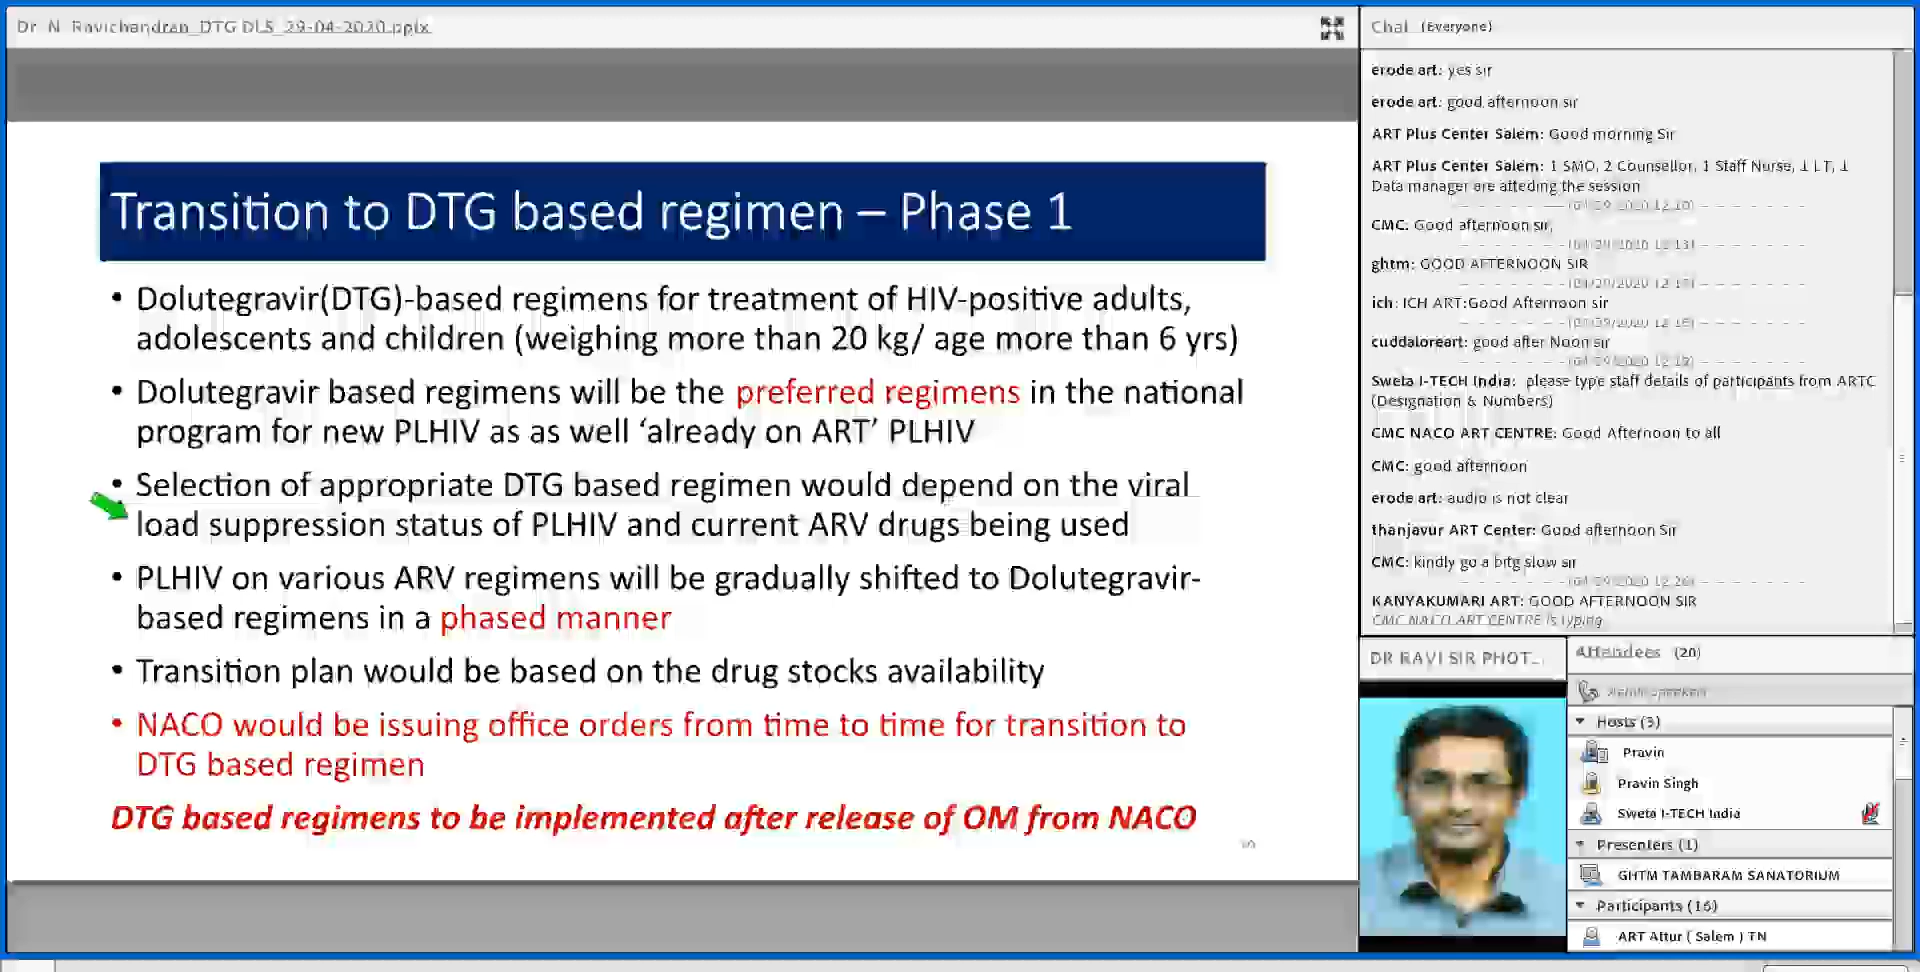 Dr. N. Ravichandran_DTG DLS_29-04-2020.pptx
Transition to DTG based regimen – Phase 1
• Dolutegravir(DTG)-based regimens for treatment of HIV-positive adults,
adolescents and children (weighing more than 20 kg/ age more than 6 yrs)
• Dolutegravir based regimens will be the preferred regimens in the national
program for new PLHIV as as well ‘already on ART’ PLHIV
• Selection of appropriate DTG based regimen would depend on the viral
load suppression status of PLHIV and current ARV drugs being used
• PLHIV on various ARV regimens will be gradually shifted to Dolutegravir-
based regimens in a phased manner
• Transition plan would be based on the drug stocks availability
• NACO would be issuing office orders from time to time for transition to
DTG based regimen
DTG based regimens to be implemented after release of OM from NACO
Chat (Everyone)
erode art: yes sir
erode art: good afternoon sir
ART Plus Center Salem: Good morning Sir
ART Plus Center Salem: 1 SMO, 2 Counsellor, 1 Staff Nurse, 1 LT, 1
Data manager are atteding the session
CMC: Good afternoon sir,
ghtm: GOOD AFTERNOON SIR
ich: ICH ART:Good Afternoon sir
cuddaloreart: good after Noon sir
Sweta I-TECH India: please type staff details of participants from ARTC
(Designation & Numbers)
CMC NACO ART CENTRE: Good Afternoon to all
CMC: good afternoon
erode art: audio is not clear
thanjavur ART Center: Good afternoon Sir
CMC: kindly go a bitg slow sir
(04/29/2020 12:26)
KANYAKUMARI ART: GOOD AFTERNOON SIR
CMC NACO ART CENTRE is typing
DR RAVI SIR PHOT...
Attendees (20)
Hosts (3)
Pravin
Pravin Singh
Sweta I-TECH India
Presenters (1)
GHTM TAMBARAM SANATORIUM
Participants (16)
ART Attur ( Salem ) TN